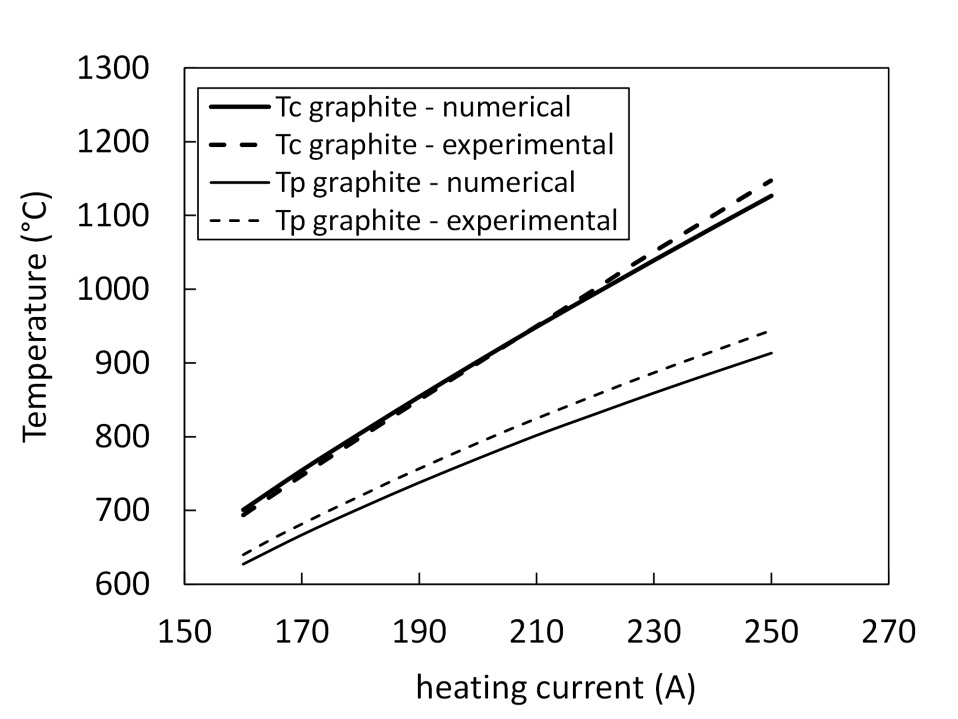 1300
1200
1100
1000
900
800
700
600
Temperature (°C)
Tc graphite - numerical
Tc graphite - experimental
Tp graphite - numerical
Tp graphite - experimental
150 170 190 210 230 250 270
heating current (A)